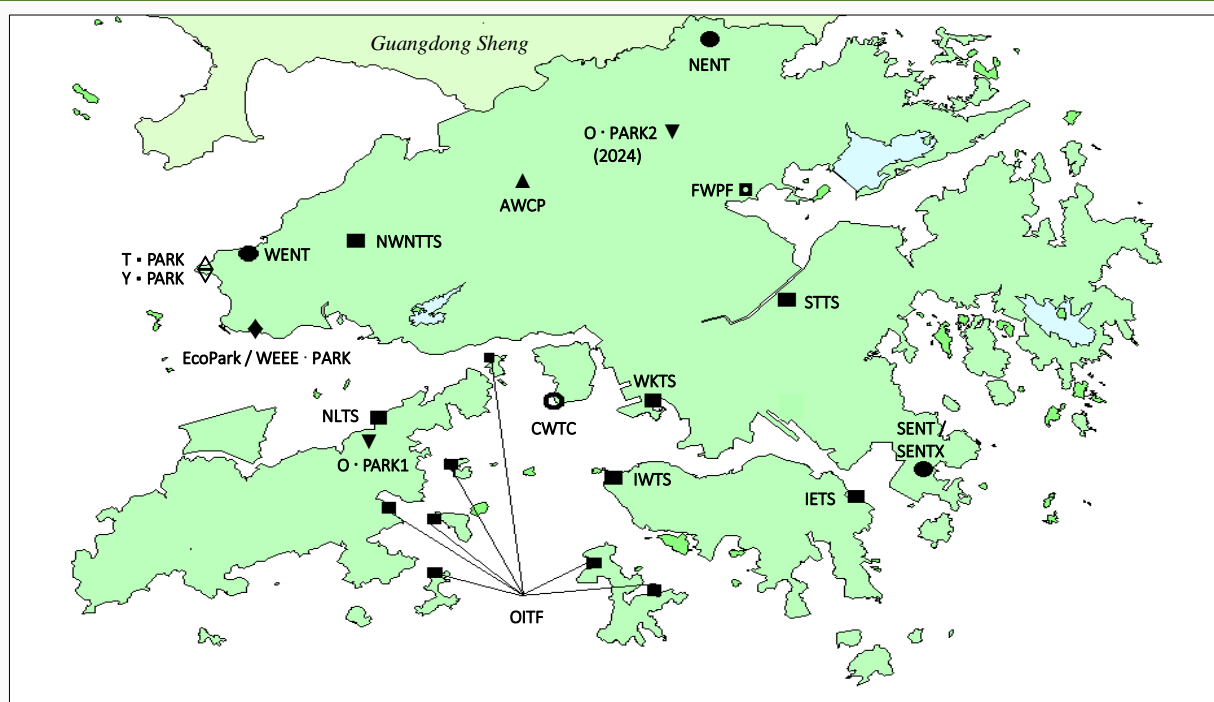 Guangdong Sheng
NENT
O · PARK2
(2024)
FWPF
AWCP
NWNTTS
WENT
T • PARK
Y • PARK
STTS
EcoPark / WEEE · PARK
WKTS
NLTS
CWTC
SENT /
SENTX
O · PARK1
IWTS
IETS
OITF